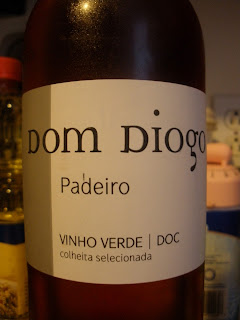 Dom Diogo
Padeiro
VINHO VERDE | DOC
colheita selecionada